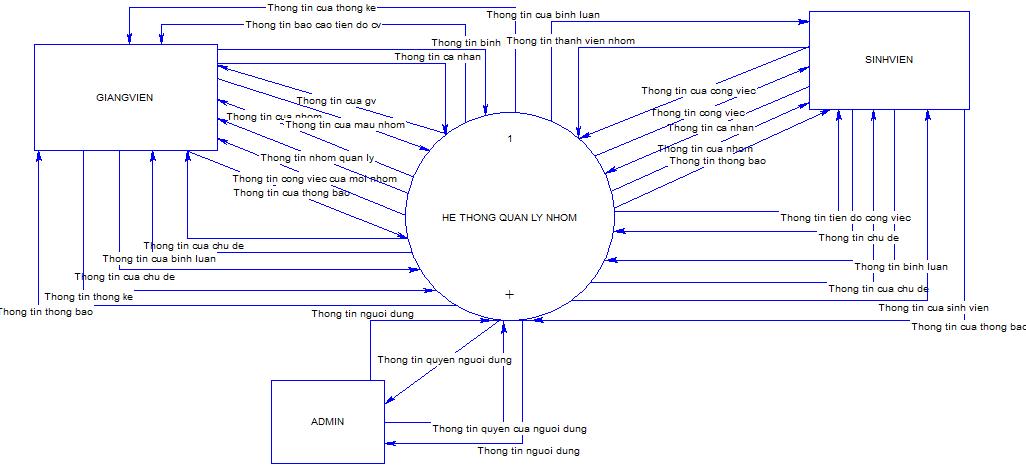 Thong tin cua thong ke
Thong tin bao cao tien do cv
Thong tin cua binh luan
Thong tin binh
Thong tin thanh vien nhom
Thong tin ca nhan
GIANGVIEN
SINHVIEN
Thong tin cua gv
Thong tin cua nhom
Thong tin cua mau nhom
Thong tin nhom quan ly
Thong tin cong viec cua moi nhom
Thong tin cua thong bao
Thong tin cua cong viec
Thong tin cong viec
Thong tin ca nhan
Thong tin cua nhom
Thong tin thong bao
1
HE THONG QUAN LY NHOM
+
Thong tin tien do cong viec
Thong tin chu de
Thong tin binh luan
Thong tin cua chu de
Thong tin cua sinh vien
Thong tin cua thong bao
Thong tin cua chu de
Thong tin cua binh luan
Thong tin cua chu de
Thong tin thong ke
Thong tin thong bao
Thong tin nguoi dung
Thong tin quyen nguoi dung
ADMIN
Thong tin quyen cua nguoi dung
Thong tin nguoi dung